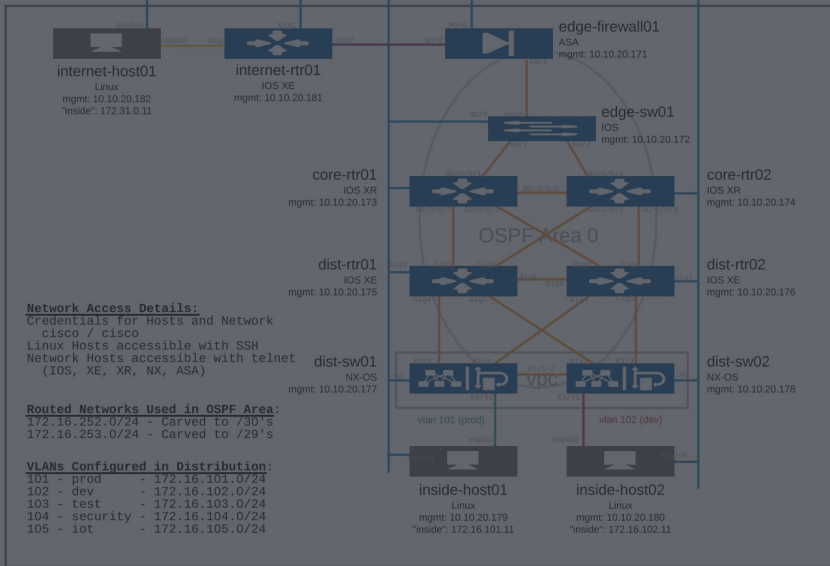 edge-firewall01
ASA
mgmt: 10.10.20.171
internet-host01
Linux
mgmt: 10.10.20.182
"inside": 172.31.0.11
internet-rtr01
IOS XE
mgmt: 10.10.20.181
edge-sw01
IOS
mgmt: 10.10.20.172
core-rtr01
IOS XR
mgmt: 10.10.20.173
core-rtr02
IOS XR
mgmt: 10.10.20.174
OSPF Area 0
dist-rtr01
IOS XE
mgmt: 10.10.20.175
dist-rtr02
IOS XE
mgmt: 10.10.20.176
Network Access Details:
Credentials for Hosts and Network
cisco / cisco
Linux Hosts accessible with SSH
Network Hosts accessible with telnet
(IOS, XE, XR, NX, ASA)
dist-sw01
NX-OS
mgmt: 10.10.20.177
vpc
dist-sw02
NX-OS
mgmt: 10.10.20.178
Routed Networks Used in OSPF Area:
172.16.252.0/24 - Carved to /30's
172.16.253.0/24 - Carved to /29's
vlan 101 (prod)
vlan 102 (dev)
VLANs Configured in Distribution:
101 - prod - 172.16.101.0/24
102 - dev - 172.16.102.0/24
103 - test - 172.16.103.0/24
104 - security - 172.16.104.0/24
105 - iot - 172.16.105.0/24
inside-host01
Linux
mgmt: 10.10.20.179
"inside": 172.16.101.11
inside-host02
Linux
mgmt: 10.10.20.180
"inside": 172.16.102.11